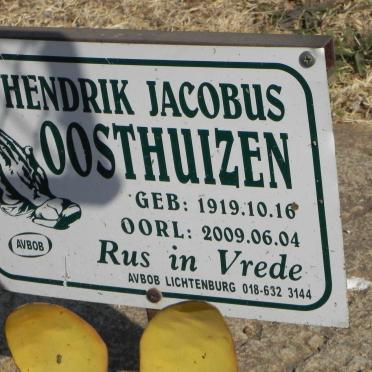 HENDRIK JACOBUS
OOSTHUIZEN
GEB: 1919.10.16
OORL: 2009.06.04
AVBOB
Rus in Vrede
AVBOB LICHTENBURG 018-632 3144